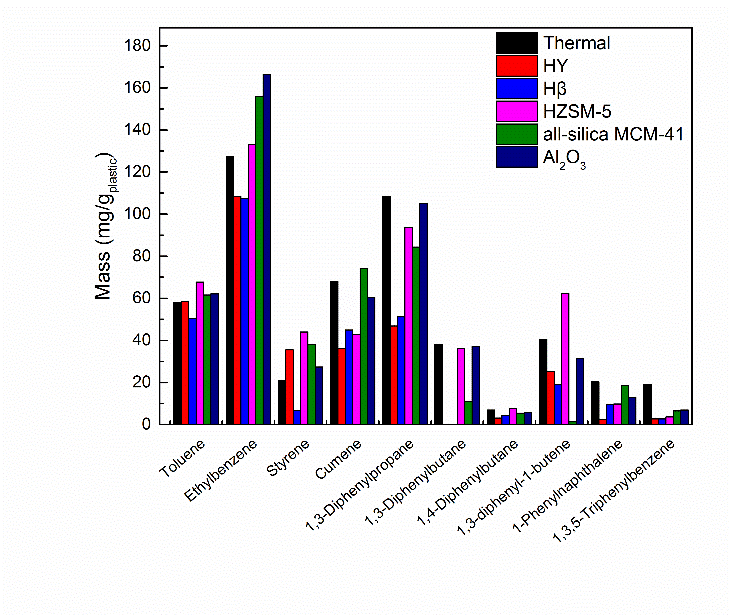 180
160
140
120
100
80
60
40
20
0
Mass (mg/g_plastic)
Thermal
HY
Hβ
HZSM-5
all-silica MCM-41
Al₂O₃
Toluene
Ethylbenzene
Styrene
Cumene
1,3-Diphenylpropane
1,3-Diphenylbutane
1,4-Diphenylbutane
1,3-diphenyl-1-butene
1-Phenylnaphthalene
1,3,5-Triphenylbenzene